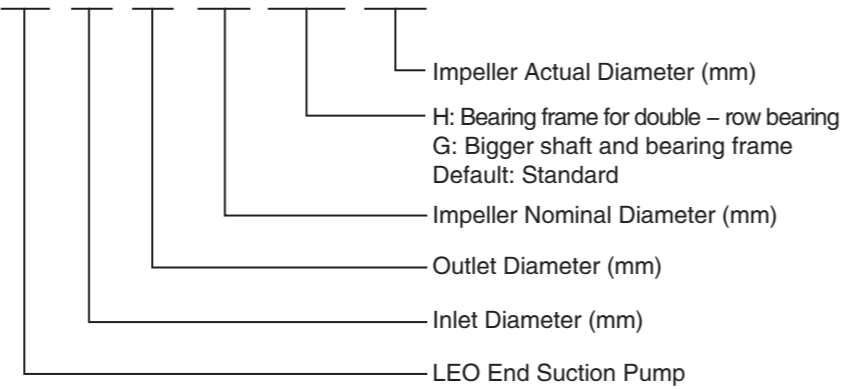 Impeller Actual Diameter (mm)
H: Bearing frame for double – row bearing
G: Bigger shaft and bearing frame
Default: Standard
Impeller Nominal Diameter (mm)
Outlet Diameter (mm)
Inlet Diameter (mm)
LEO End Suction Pump